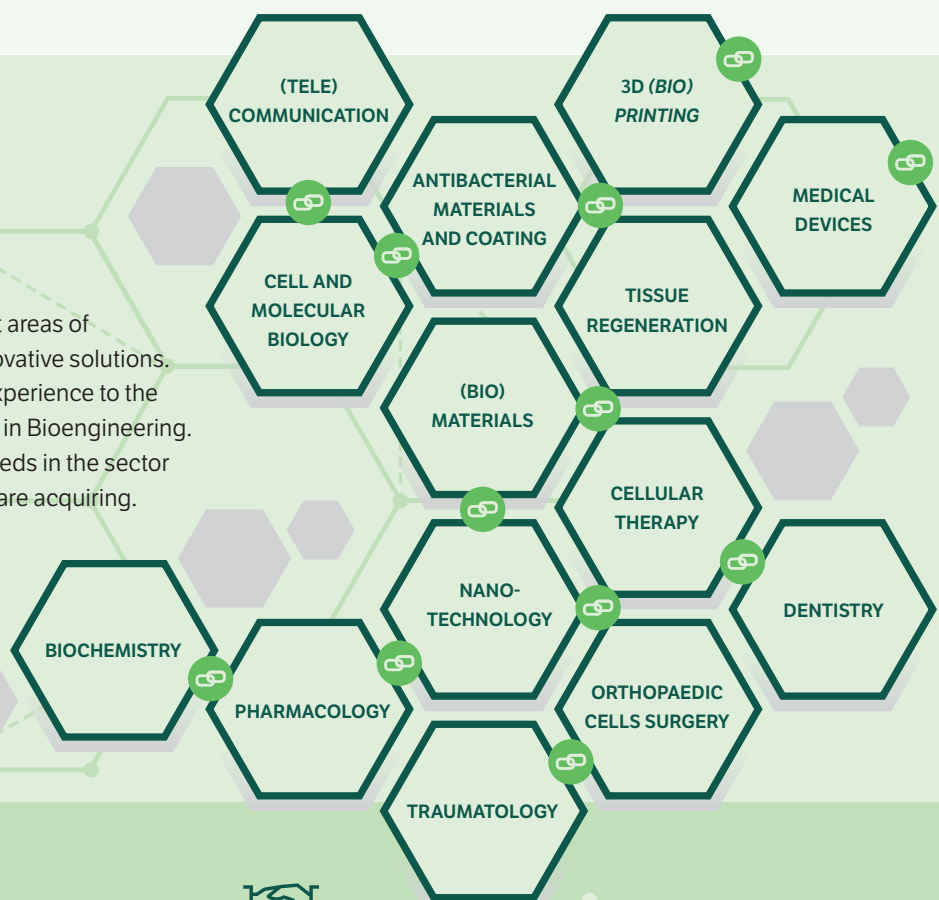 (TELE)
COMMUNICATION
3D (BIO)
PRINTING
ANTIBACTERIAL
MATERIALS
AND COATING
MEDICAL
DEVICES
CELL AND
MOLECULAR
BIOLOGY
TISSUE
REGENERATION
areas of
ovative solutions.
xperience to the
in Bioengineering.
eds in the sector
are acquiring.
(BIO)
MATERIALS
CELLULAR
THERAPY
NANO-
TECHNOLOGY
DENTISTRY
BIOCHEMISTRY
PHARMACOLOGY
ORTHOPAEDIC
CELLS SURGERY
TRAUMATOLOGY